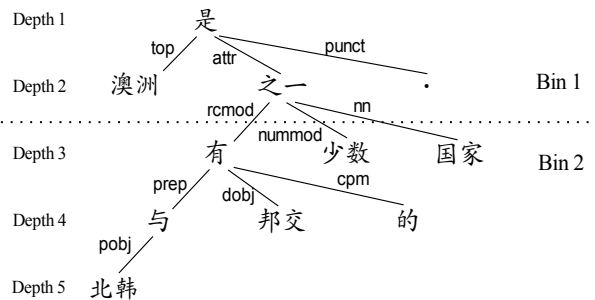 Depth 1 是
top attr punct
Depth 2 澳洲 之一 . Bin 1
rcmod nummod nn
Depth 3 有 少数 国家 Bin 2
prep dobj cpm
Depth 4 与 邦交 的
pobj
Depth 5 北韩